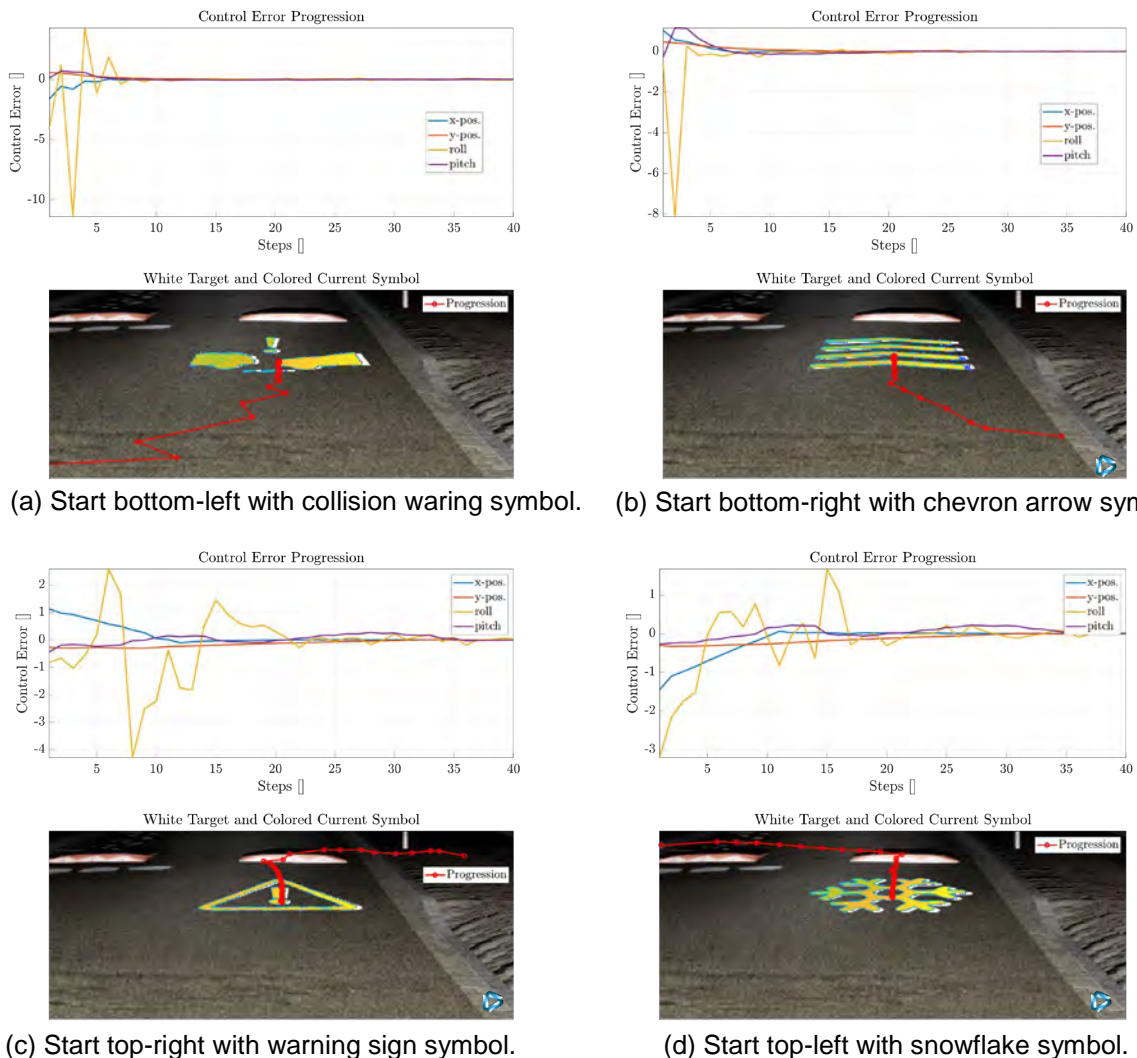 Control Error Progression
Control Error []
0
-5
-10
x-pos.
y-pos.
roll
pitch
5 10 15 20 25 30 35 40
Steps []
White Target and Colored Current Symbol
Progression
(a) Start bottom-left with collision waring symbol.
Control Error Progression
Control Error []
0
-2
-4
-6
-8
x-pos.
y-pos.
roll
pitch
5 10 15 20 25 30 35 40
Steps []
White Target and Colored Current Symbol
Progression
(b) Start bottom-right with chevron arrow sym
Control Error Progression
Control Error []
2
1
0
-1
-2
-3
-4
x-pos.
y-pos.
roll
pitch
5 10 15 20 25 30 35 40
Steps []
White Target and Colored Current Symbol
Progression
(c) Start top-right with warning sign symbol.
Control Error Progression
Control Error []
1
0
-1
-2
-3
x-pos.
y-pos.
roll
pitch
5 10 15 20 25 30 35 40
Steps []
White Target and Colored Current Symbol
Progression
(d) Start top-left with snowflake symbol.